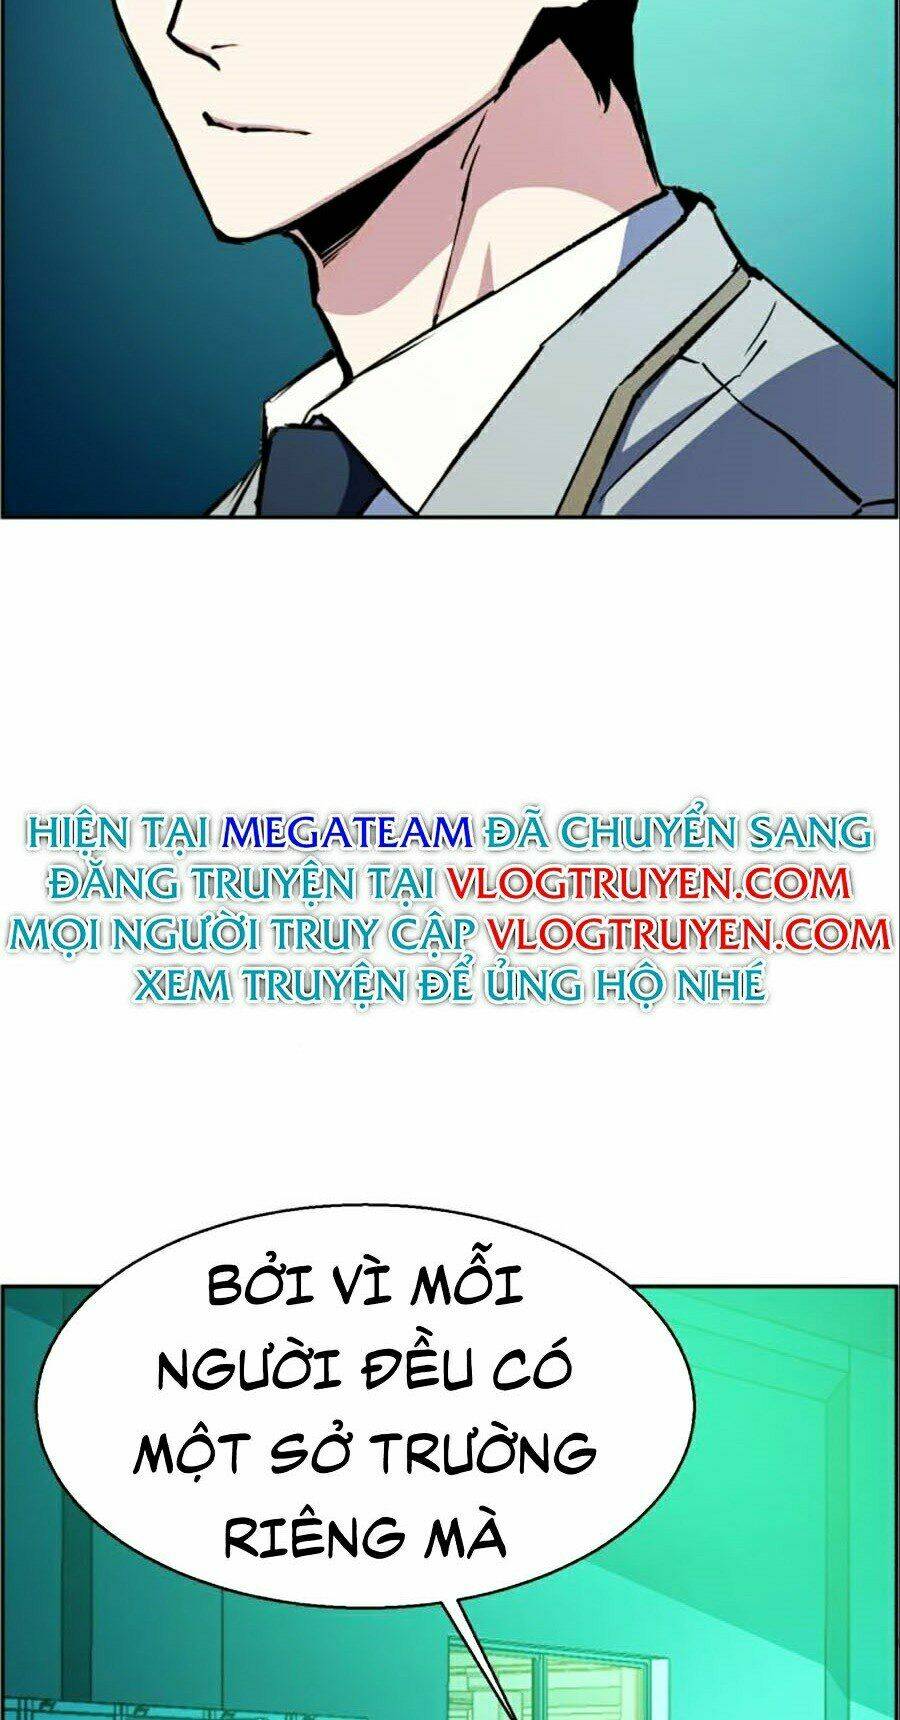 HIỆN TẠI MEGATEAM ĐÃ CHUYỂN SANG
ĐĂNG TRUYỆN TẠI VLOGTRUYEN.COM
MỌI NGƯỜI TRUY CẬP VLOGTRUYEN.COM
XEM TRUYỆN ĐỂ ỦNG HỘ NHÉ
BỞI VÌ MỖI
NGƯỜI ĐỀU CÓ
MỘT SỞ TRƯỜNG
RIÊNG MÀ